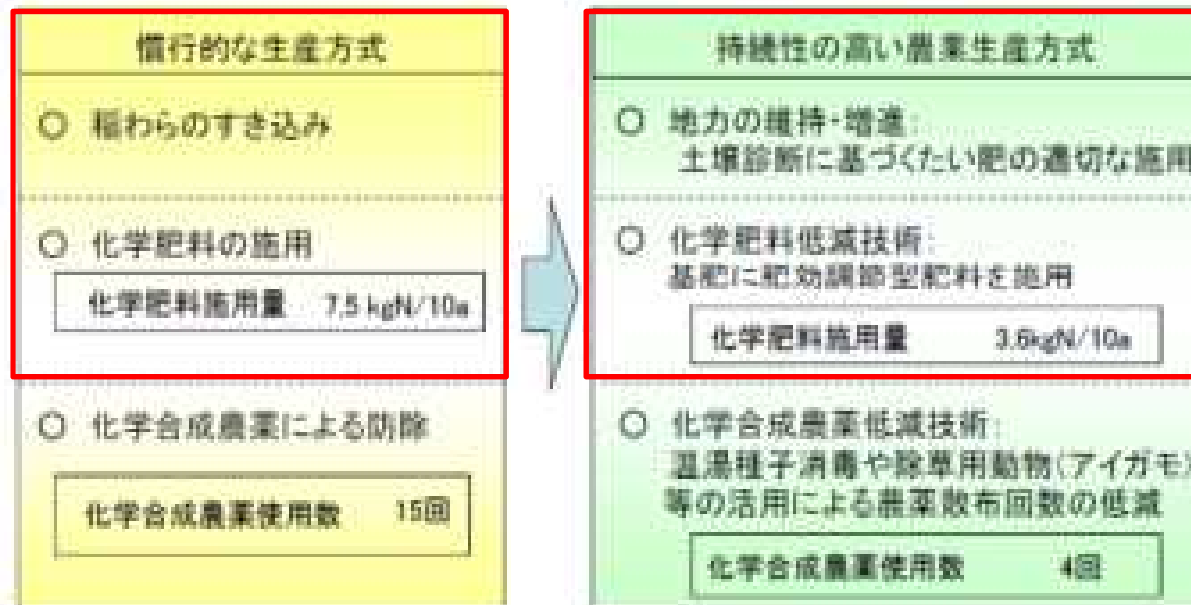 慣行的な生産方式
○ 稲わらのすき込み
○ 化学肥料の施用
化学肥料施用量 7.5 kgN/10a
○ 化学合成農薬による防除
化学合成農薬使用数 15回
持続性の高い農業生産方式
○ 地力の維持・増進:
土壌診断に基づくたい肥の適切な施用
○ 化学肥料低減技術:
基肥に肥効調節型肥料を施用
化学肥料施用量 3.6kgN/10a
○ 化学合成農薬低減技術:
温湯種子消毒や除草用動物(アイガモ)
等の活用による農薬散布回数の低減
化学合成農薬使用数 4回